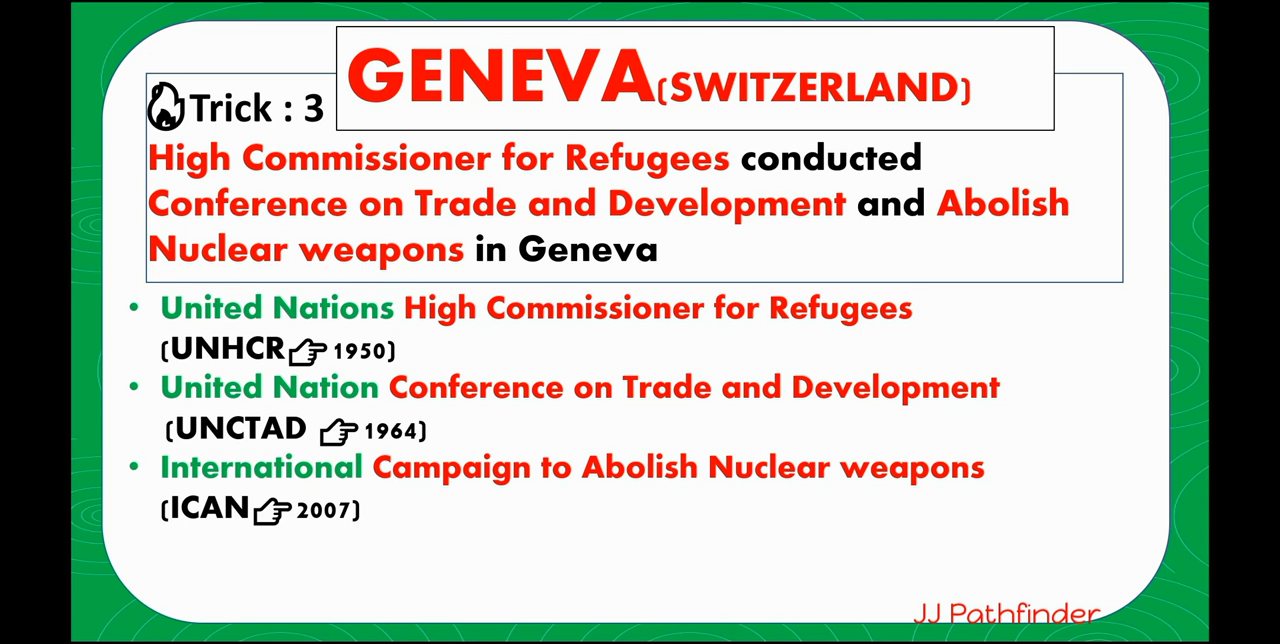 GENEVA(SWITZERLAND)
Trick : 3
High Commissioner for Refugees conducted
Conference on Trade and Development and Abolish
Nuclear weapons in Geneva
• United Nations High Commissioner for Refugees
(UNHCR👉 1950)
• United Nation Conference on Trade and Development
(UNCTAD 👉 1964)
• International Campaign to Abolish Nuclear weapons
(ICAN👉 2007)
JJ Pathfinder